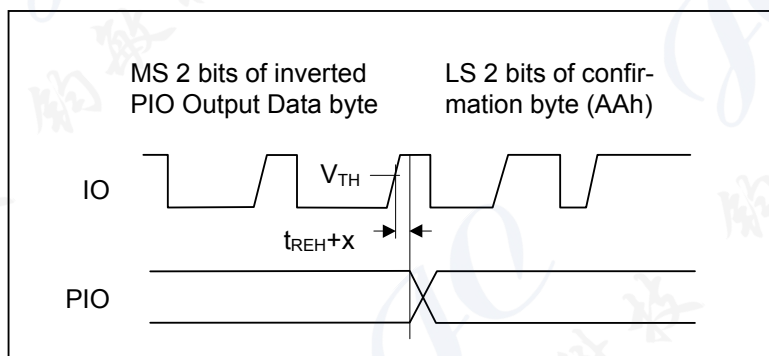 MS 2 bits of inverted
PIO Output Data byte
LS 2 bits of confir-
mation byte (AAh)
IO
VTH
tREH+x
PIO